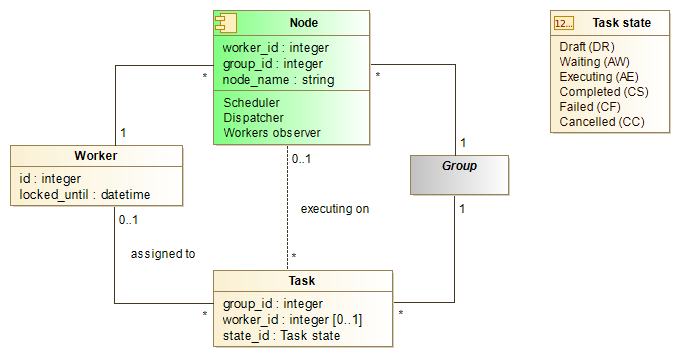 Node
worker_id : integer
group_id : integer
node_name : string
Scheduler
Dispatcher
Workers observer
12...
Task state
Draft (DR)
Waiting (AW)
Executing (AE)
Completed (CS)
Failed (CF)
Cancelled (CC)
*
*
1
1
0..1
Worker
id : integer
locked_until : datetime
Group
0..1
1
executing on
assigned to
*
Task
group_id : integer
worker_id : integer [0..1]
state_id : Task state
*
*